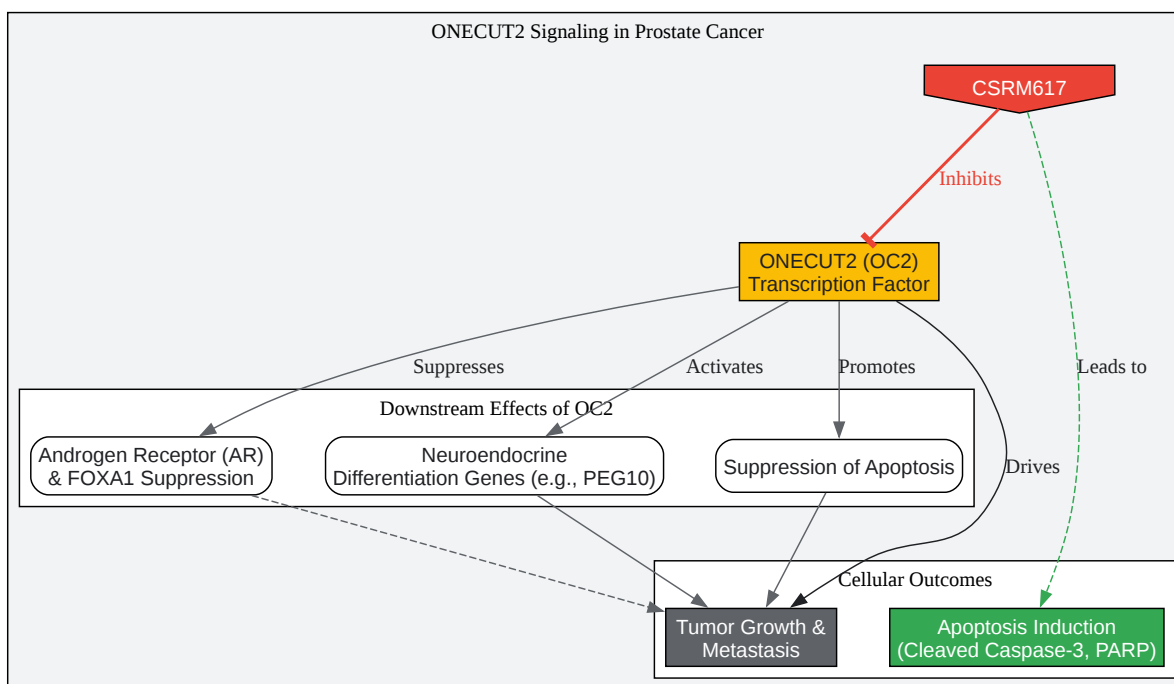 ONECUT2 Signaling in Prostate Cancer
CSRM617
Inhibits
ONECUT2 (OC2)
Transcription Factor
Suppresses
Activates
Promotes
Leads to
Downstream Effects of OC2
Androgen Receptor (AR)
& FOXA1 Suppression
Neuroendocrine
Differentiation Genes (e.g., PEG10)
Suppression of Apoptosis
Drives
Cellular Outcomes
Tumor Growth &
Metastasis
Apoptosis Induction
(Cleaved Caspase-3, PARP)